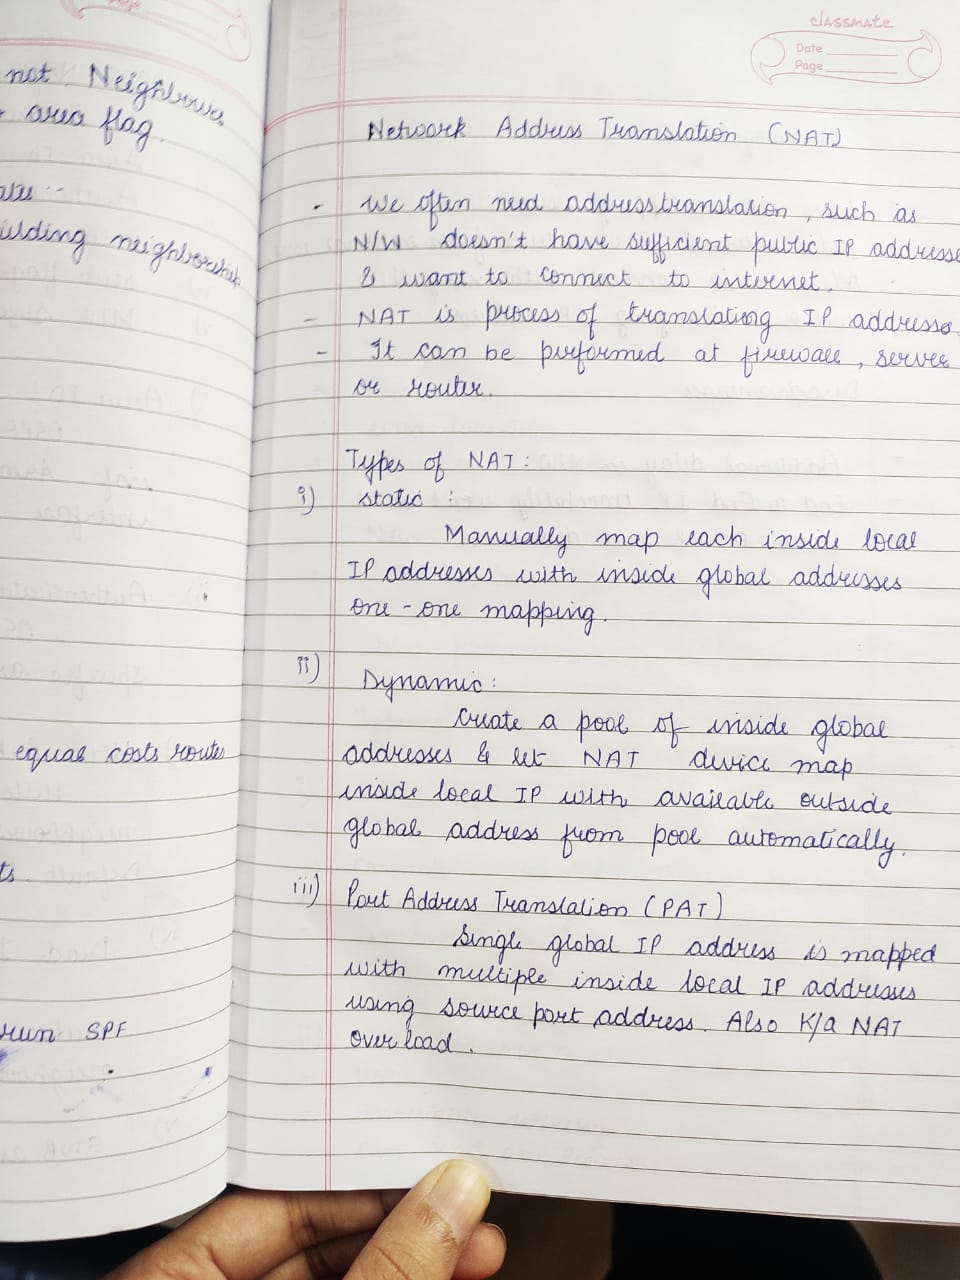 not Neighbours
area flag.
building neighborship
equal costs routes
ts.
run SPF
classmate
Date
Page
Network Address Translation (NAT)
- We often need address translation, such as
N/W doesn't have sufficient public IP addresse
& want to connect to internet.
- NAT is process of translating IP addresses.
- It can be performed at firewall, server
or router.
Types of NAT:
i) static :
Manually map each inside local
IP addresses with inside global addresses
one - one mapping.
ii) Dynamic:
Create a pool of inside global
addresses & let NAT device map
inside local IP with available outside
global address from pool automatically.
iii) Port Address Translation (PAT)
Single global IP address is mapped
with multiple inside local IP addresses
using source port address. Also K/a NAT
overload.